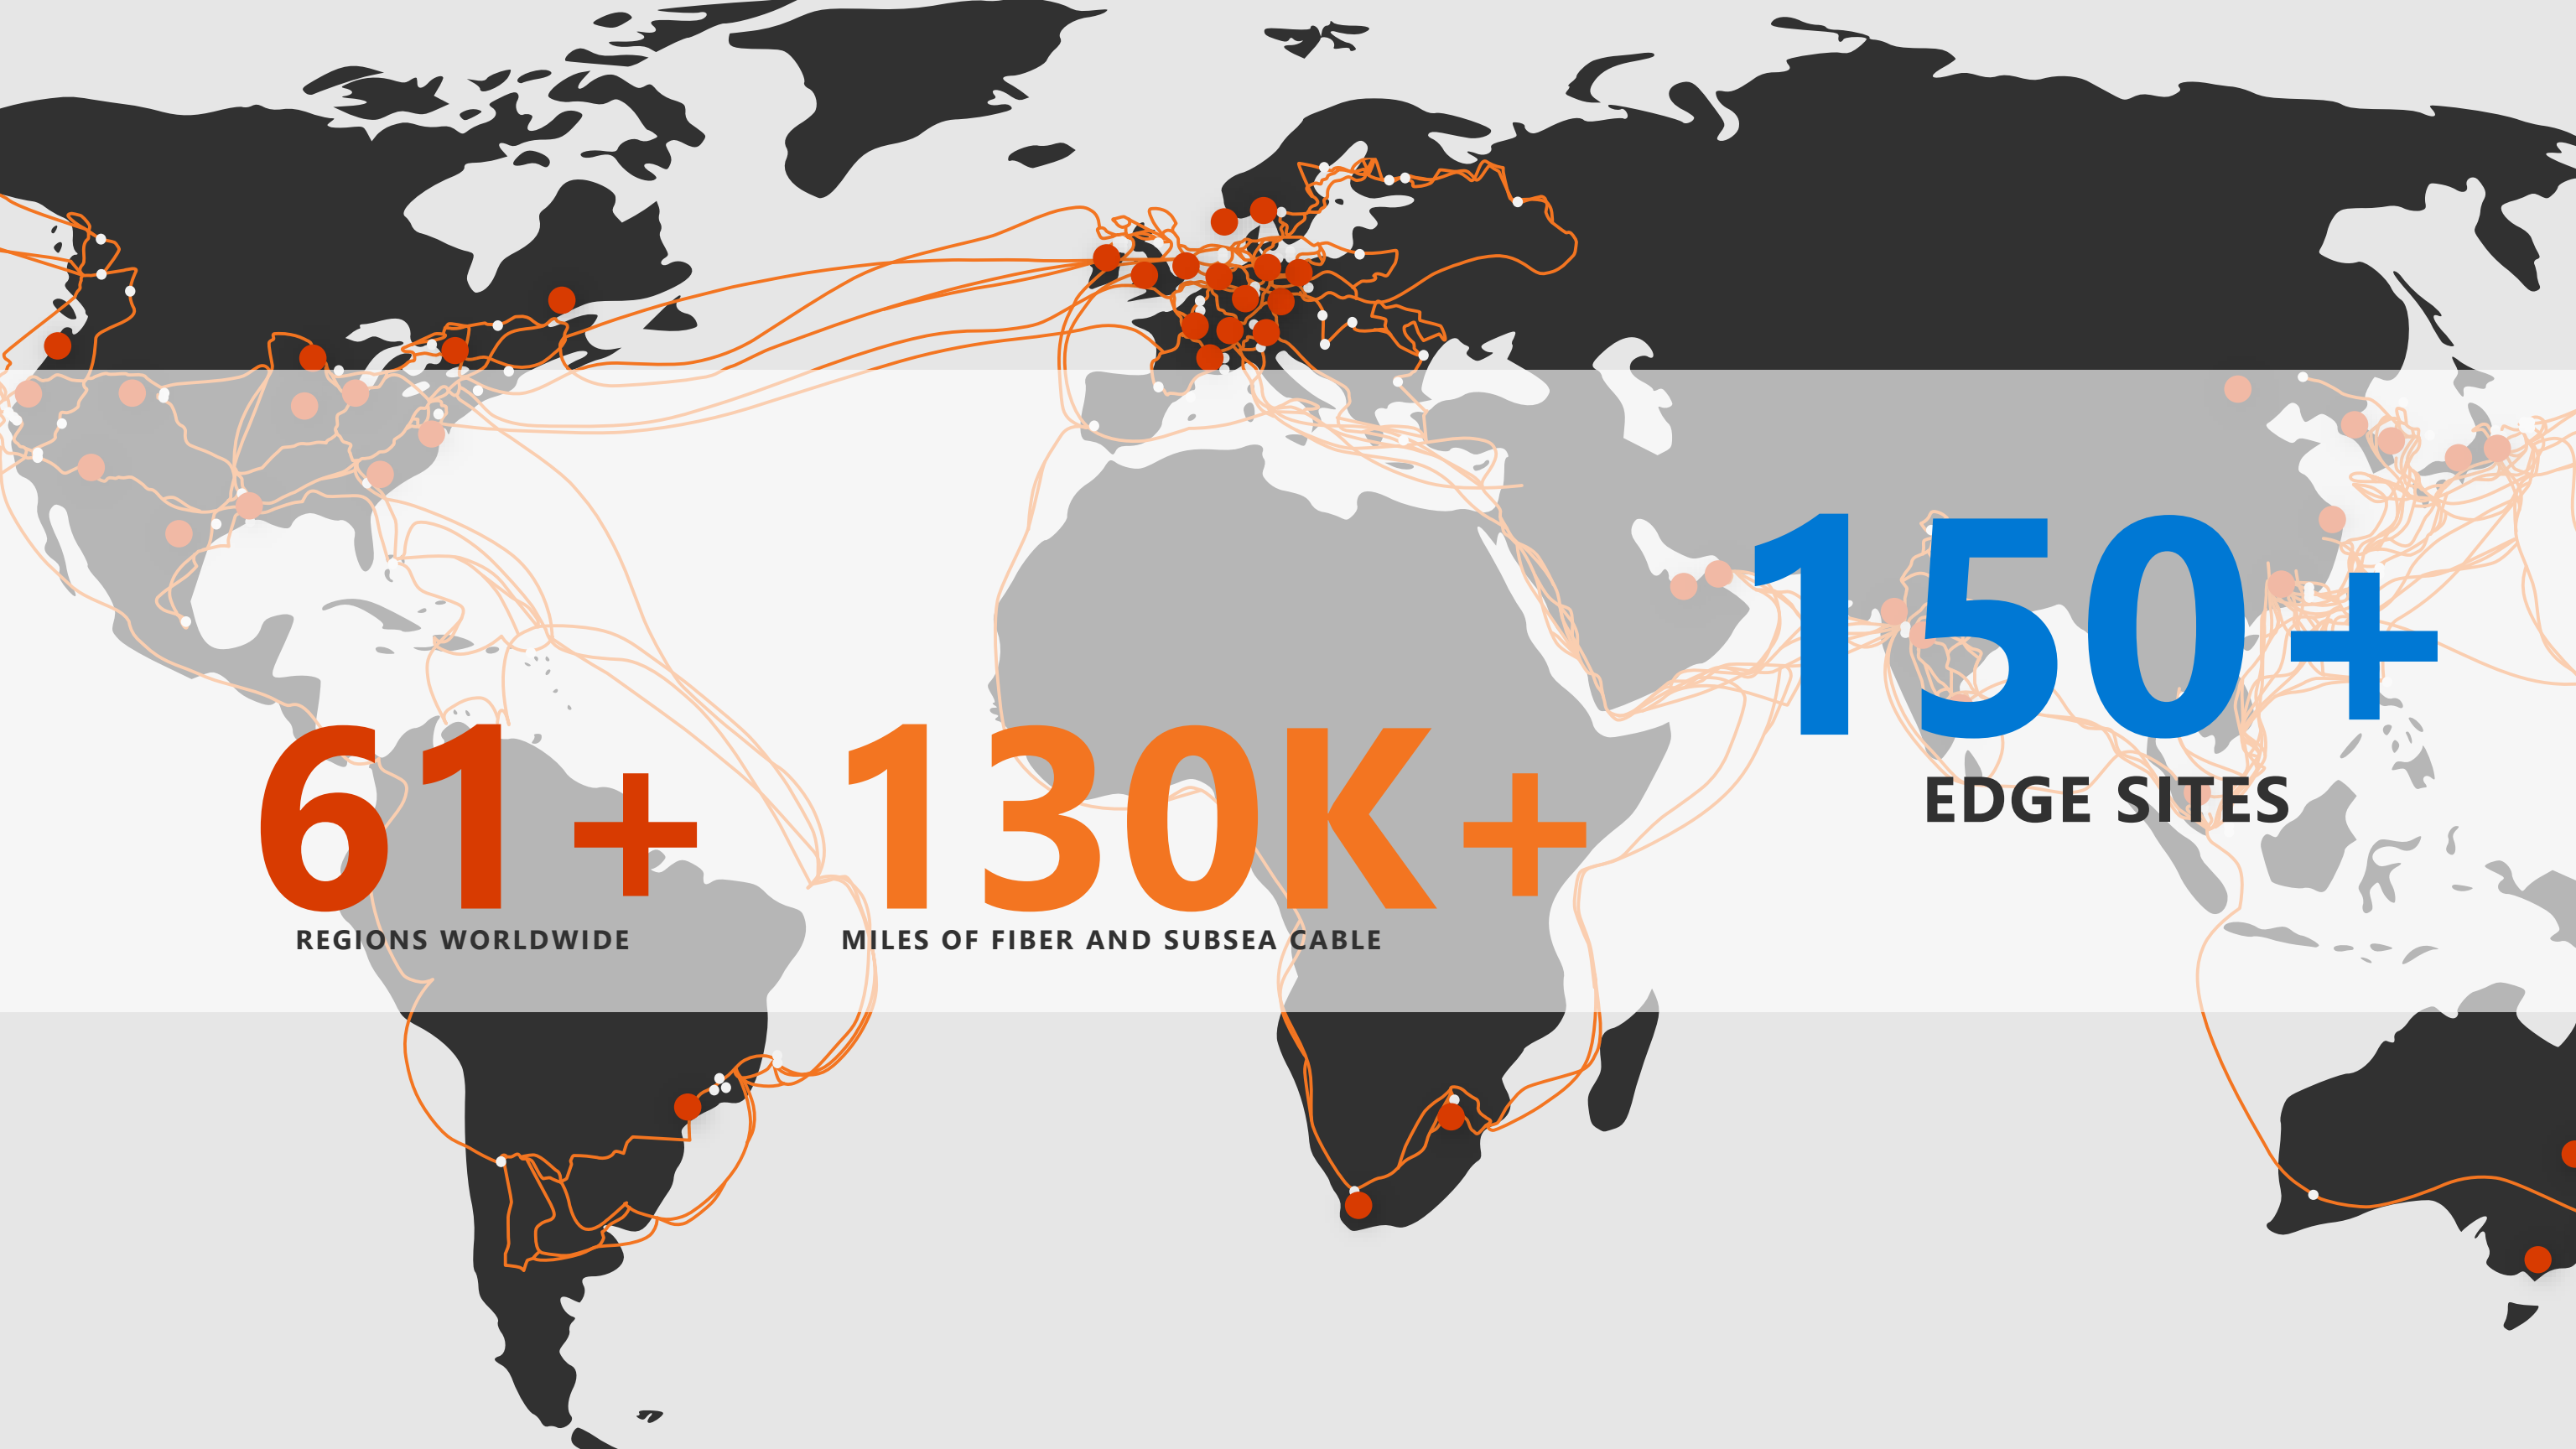 61+
REGIONS WORLDWIDE
130K+
MILES OF FIBER AND SUBSEA CABLE
150+
EDGE SITES